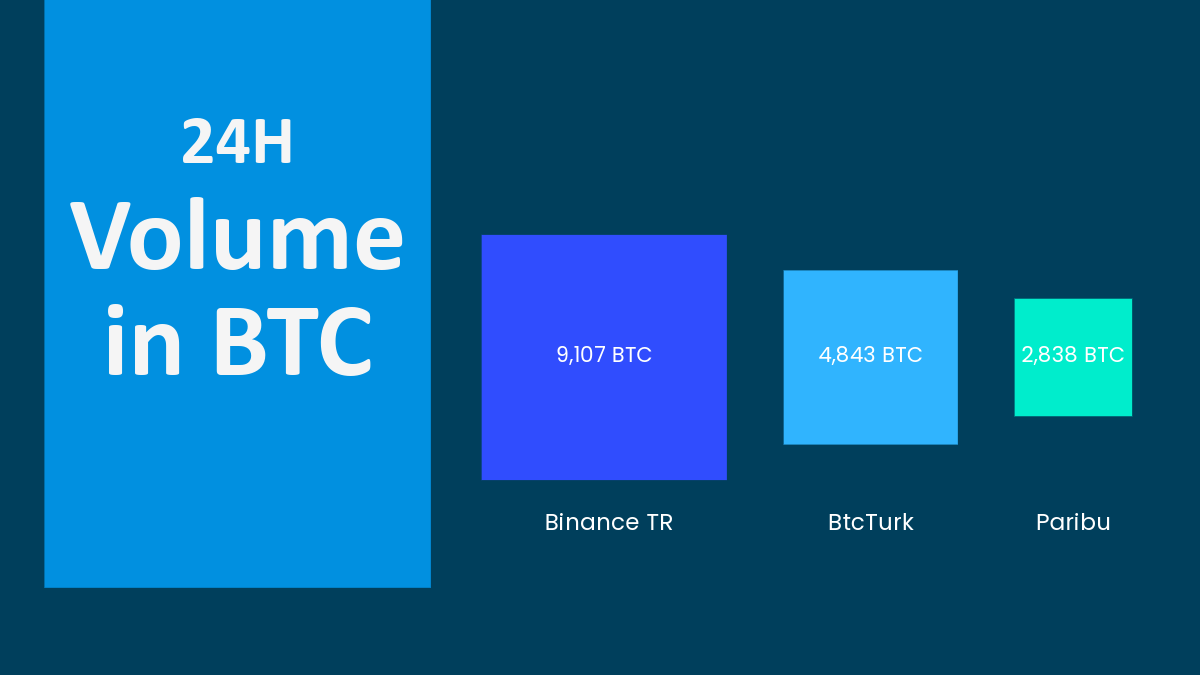 24H
Volume
in BTC
9,107 BTC
4,843 BTC
2,838 BTC
Binance TR
BtcTurk
Paribu